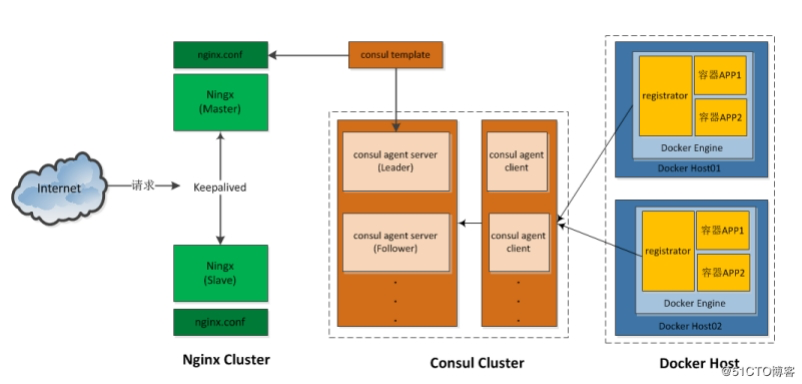 nginx.conf
Ningx
(Master)
Internet
请求
Keepalived
Ningx
(Slave)
nginx.conf
Nginx Cluster
consul template
consul agent server
(Leader)
consul agent server
(Follower)
consul agent
client
consul agent
client
Consul Cluster
registrator
容器APP1
容器APP2
Docker Engine
Docker Host01
registrator
容器APP1
容器APP2
Docker Engine
Docker Host02
Docker Host
@51CTO博客